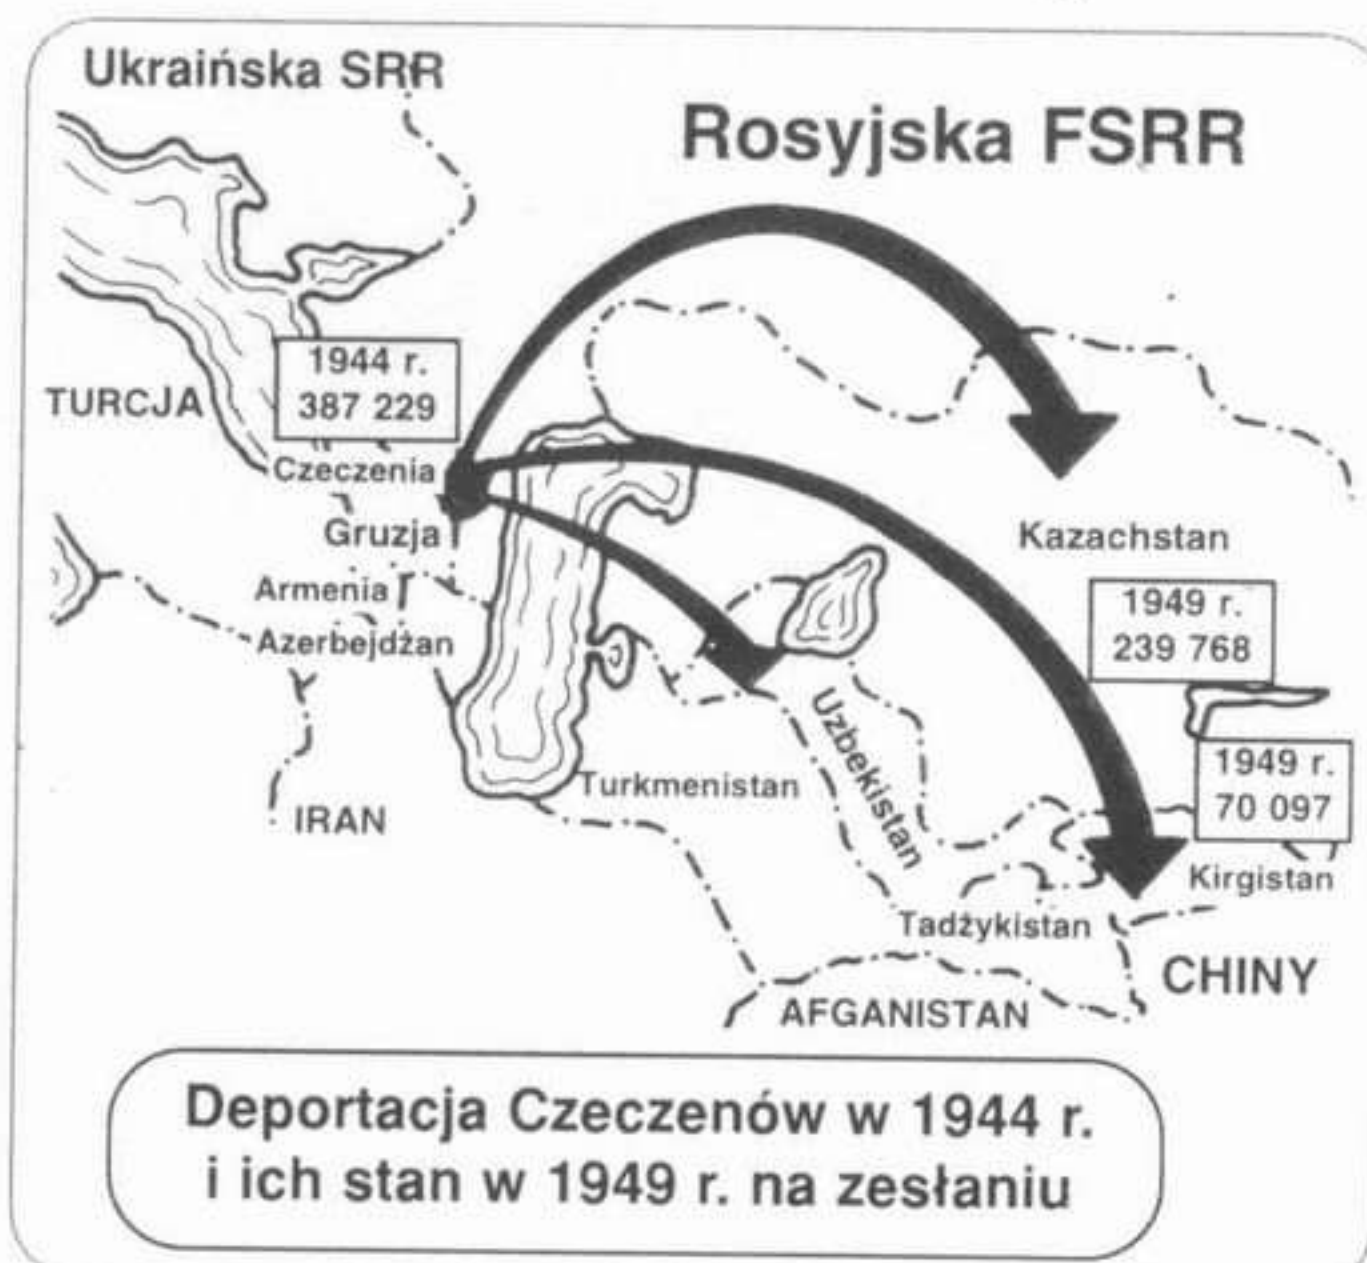 Ukraińska SRR
Rosyjska FSRR
1944 r.
387 229
TURCJA
Czeczenia
Gruzja
Armenia
Azerbejdżan
IRAN
Kazachstan
1949 r.
239 768
1949 r.
70 097
Turkmenistan
Uzbekistan
Kirgistan
Tadżykistan
CHINY
AFGANISTAN
Deportacja Czeczenów w 1944 r.
i ich stan w 1949 r. na zesłaniu